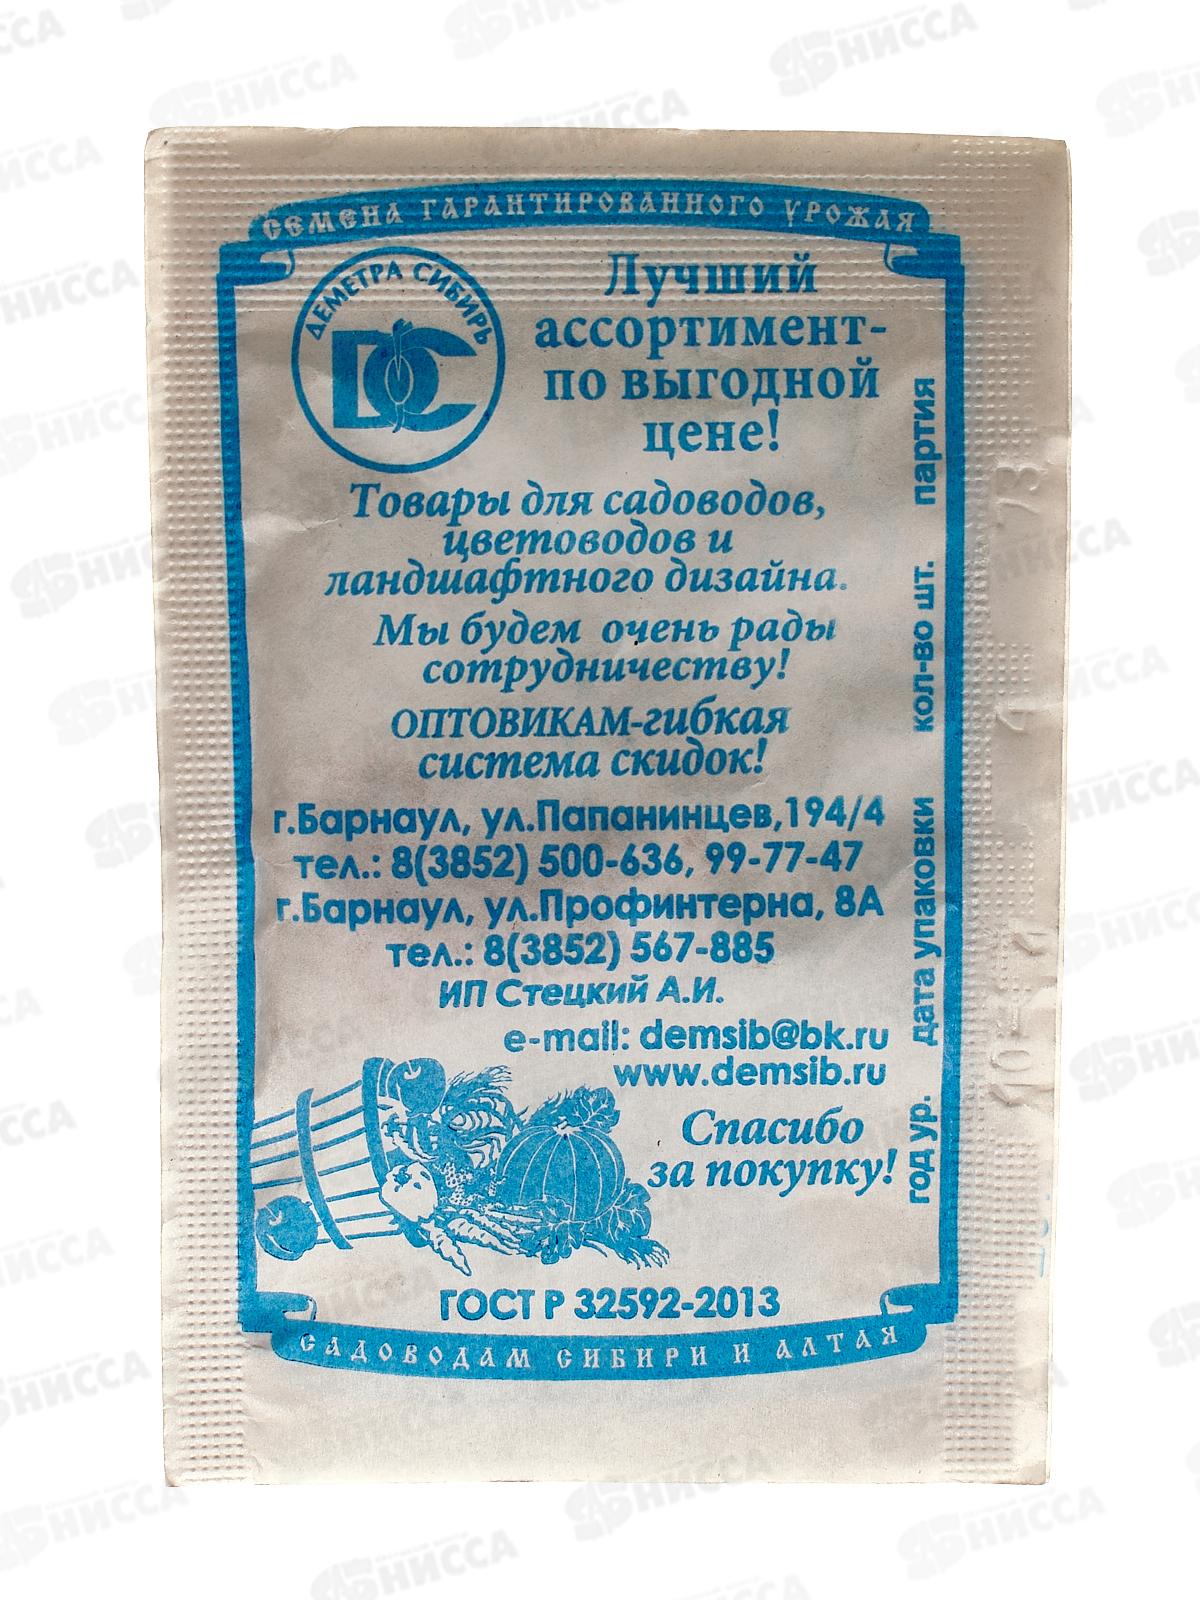 СЕМЕНА ГАРАНТИРОВАННОГО УРОЖАЯ
ДЕМЕТРА СИБИРЬ
DC
Лучший
ассортимент-
по выгодной
цене!
Товары для садоводов,
цветоводов и
ландшафтного дизайна.
Мы будем очень рады
сотрудничеству!
ОПТОВИКАМ-гибкая
система скидок!
г.Барнаул, ул.Папанинцев,194/4
тел.: 8(3852) 500-636, 99-77-47
г.Барнаул, ул.Профинтерна, 8А
тел.: 8(3852) 567-885
ИП Стецкий А.И.
e-mail: demsib@bk.ru
www.demsib.ru
Спасибо
за покупку!
год ур. дата упаковки кол-во шт. партия
ГОСТ Р 32592-2013
САДОВОДАМ СИБИРИ И АЛТАЯ